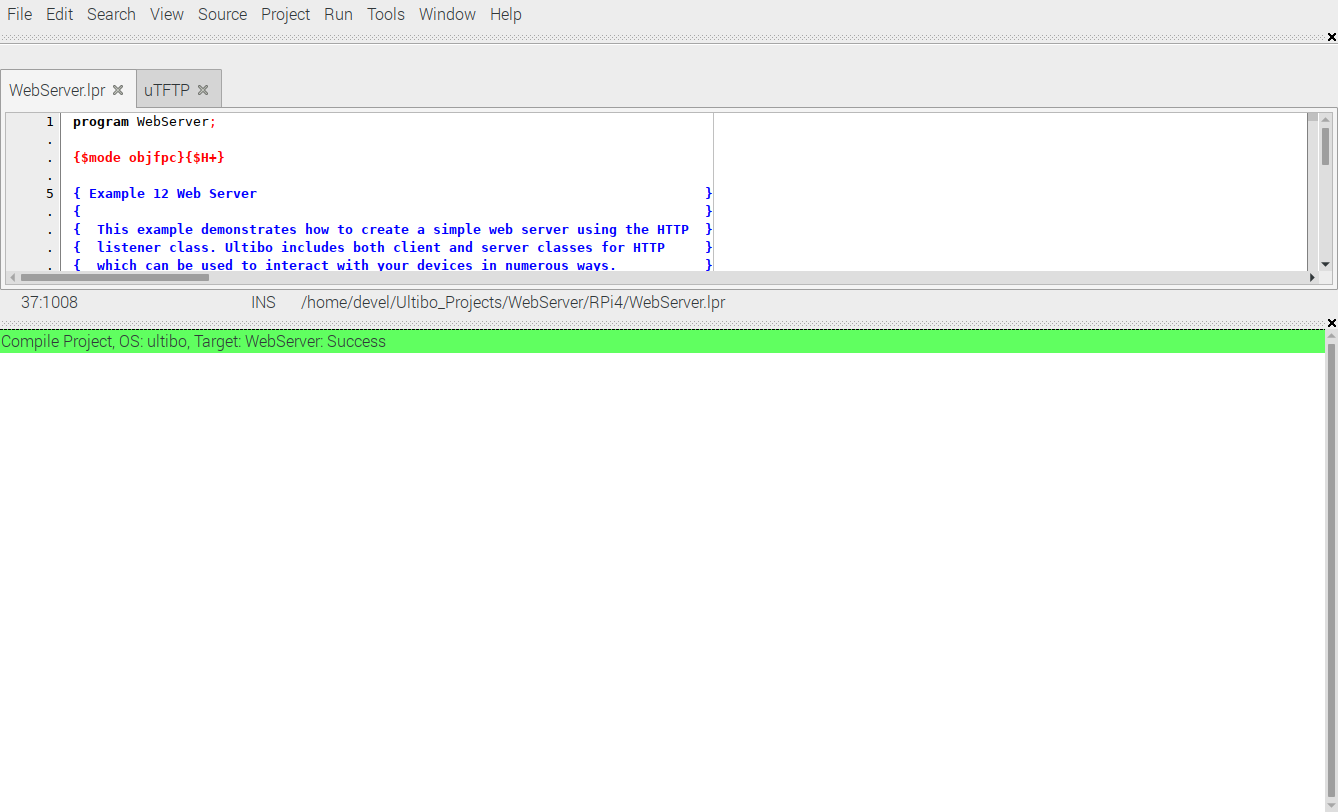 File Edit Search View Source Project Run Tools Window Help
WebServer.lpr uTFTP
1 program WebServer;
.
. {$mode objfpc}{$H+}
.
5 { Example 12 Web Server }
. { }
. { This example demonstrates how to create a simple web server using the HTTP }
. { listener class. Ultibo includes both client and server classes for HTTP }
. { which can be used to interact with your devices in numerous ways. }
37:1008 INS /home/devel/Ultibo_Projects/WebServer/RPi4/WebServer.lpr
Compile Project, OS: ultibo, Target: WebServer: Success